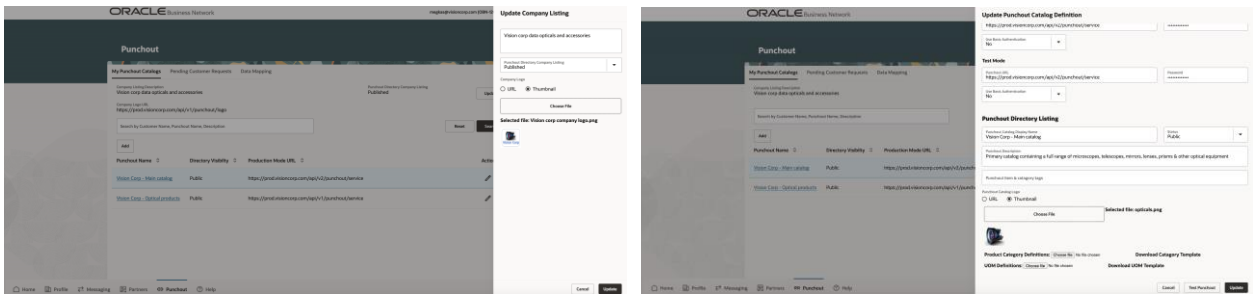 ORACLE Business Network
Punchout
My Punchout Catalogs Pending Customer Requests Data Mapping
Company Listing Description
Vision corp data opticals and accessories
Punchout Directory Company Listing
Published
Company Logo URL
https://prod.visioncorp.com/api/v1/punchout/logo
Search by Customer Name, Punchout Name, Description
Reset
Add
Punchout Name Directory Visibility Production Mode URL
Vision Corp - Main catalog Public https://prod.visioncorp.com/api/v2/punchout/service
Vision Corp - Optical products Public https://prod.visioncorp.com/api/v1/punchout/service
Home Profile Messaging Partners Punchout Help
Update Company Listing
Vision corp data opticals and accessories
Punchout Directory Company Listing
Published
Company Logo
URL Thumbnail
Choose File
Selected file: Vision corp company logo.png
Cancel Update
ORACLE Business Network
Punchout
My Punchout Catalogs Pending Customer Requests Data Mapping
Company Listing Description
Vision corp data opticals and accessories
Search by Customer Name, Punchout Name, Description
Add
Punchout Name Directory Visibility Production Mode URL
Vision Corp - Main catalog Public
Vision Corp - Optical products Public
Home Profile Messaging Partners Punchout Help
Update Punchout Catalog Definition
https://prod.visioncorp.com/api/v2/punchout/service
Use Basic Authentication
No
Test Mode
Punchout URL
https://prod.visioncorp.com/api/v2/punchout/service
Password
Use Basic Authentication
No
Punchout Directory Listing
Punchout Catalog Display Name
Vision Corp - Main catalog
Status
Public
Punchout Description
Primary catalog containing a full range of microscopes, telescopes, mirrors, lenses, prisms & other optical equipment
Punchout item & category tags
Punchout Catalog Logo
URL Thumbnail
Choose File Selected file: opticals.png
Product Category Definitions: Choose file No file chosen Download Category Template
UOM Definitions: Choose file No file chosen Download UOM Template
Cancel Test Punchout Update